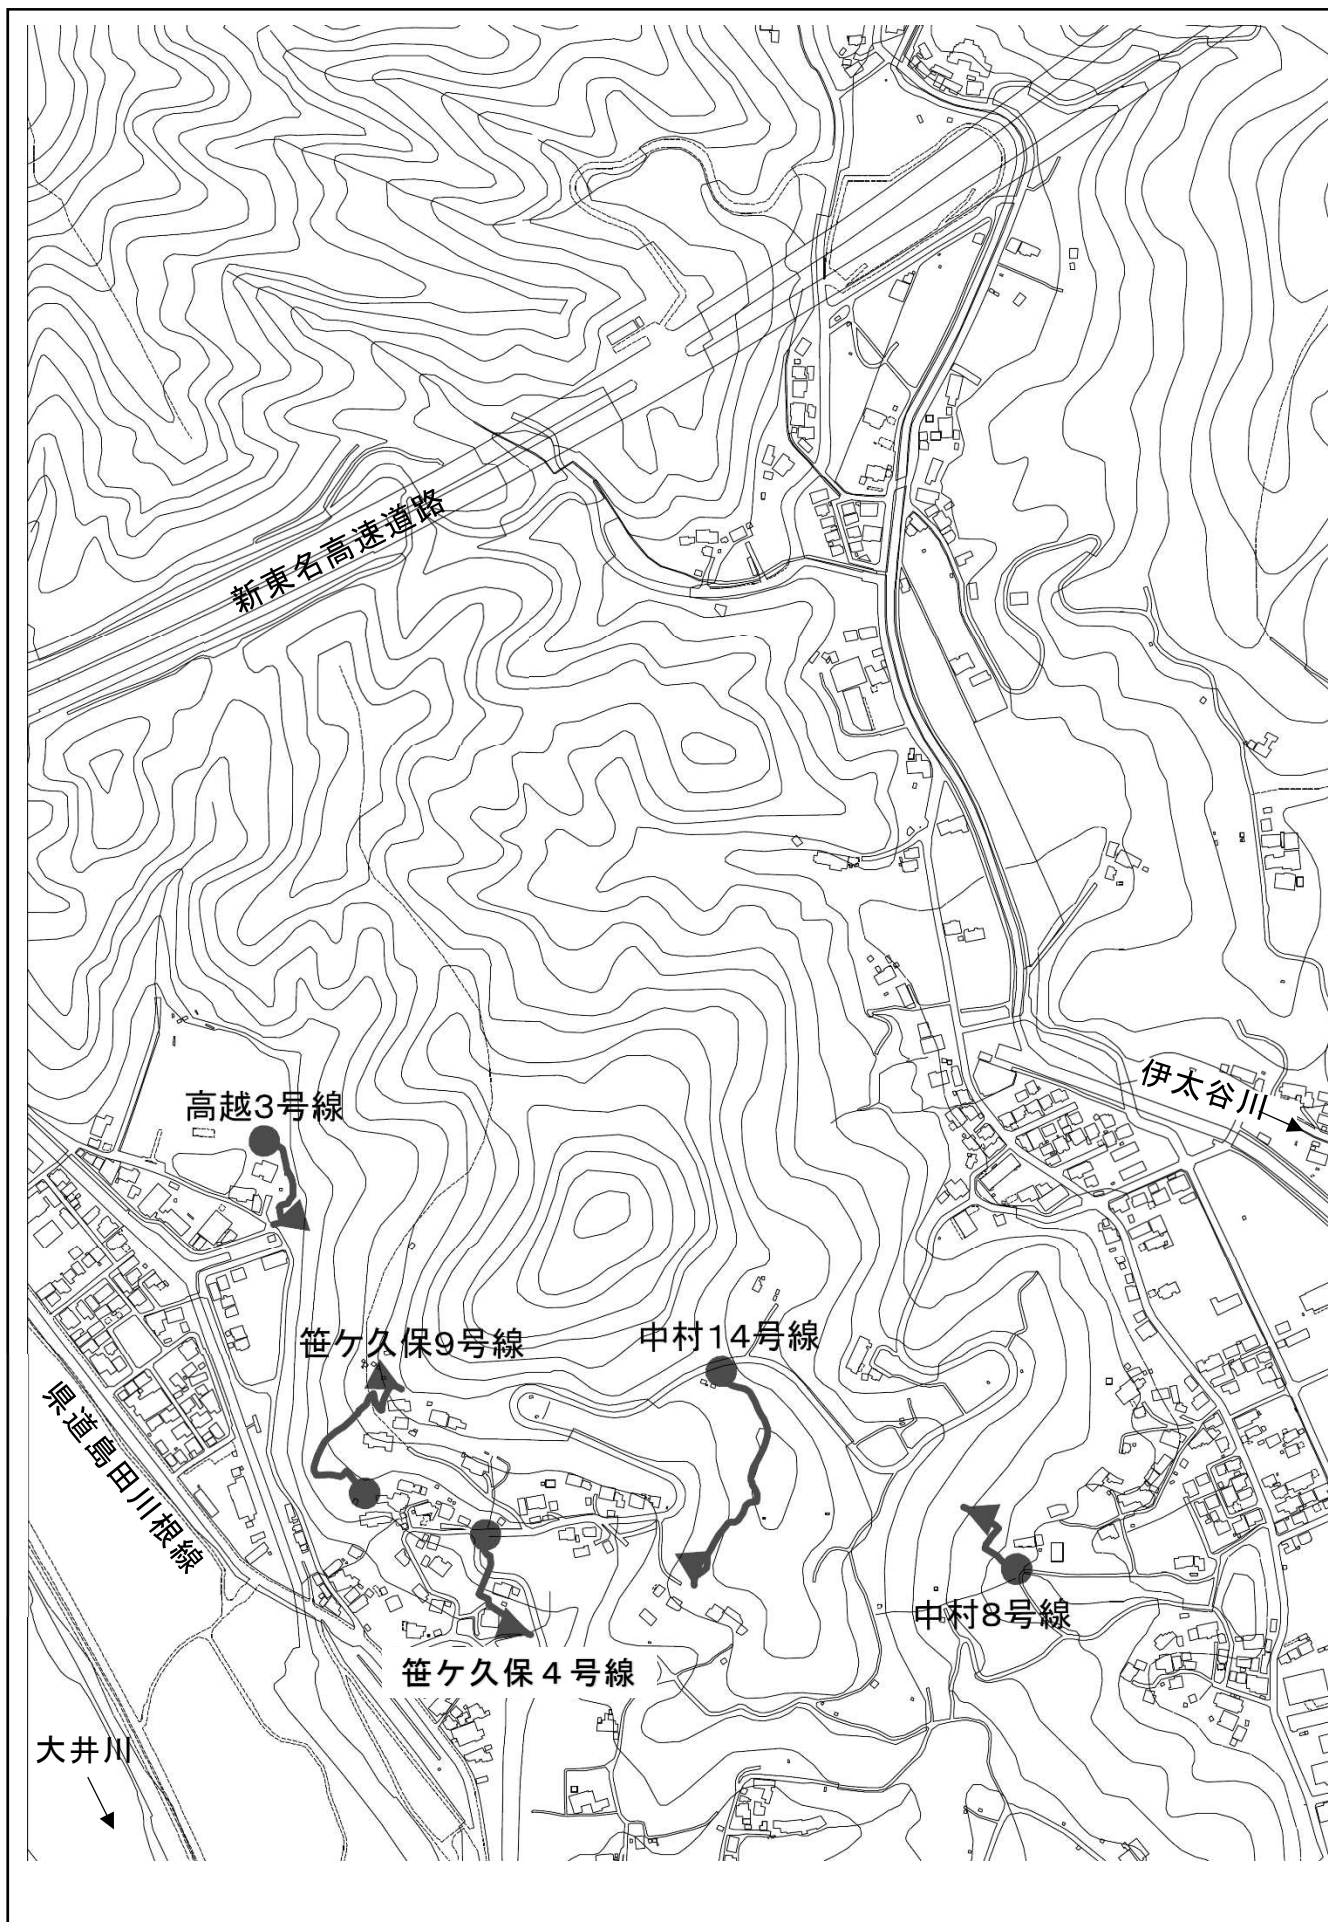 新東名高速道路
伊太谷川
高越3号線
笹ケ久保9号線
中村14号線
県道島田川根線
中村8号線
笹ケ久保４号線
大井川